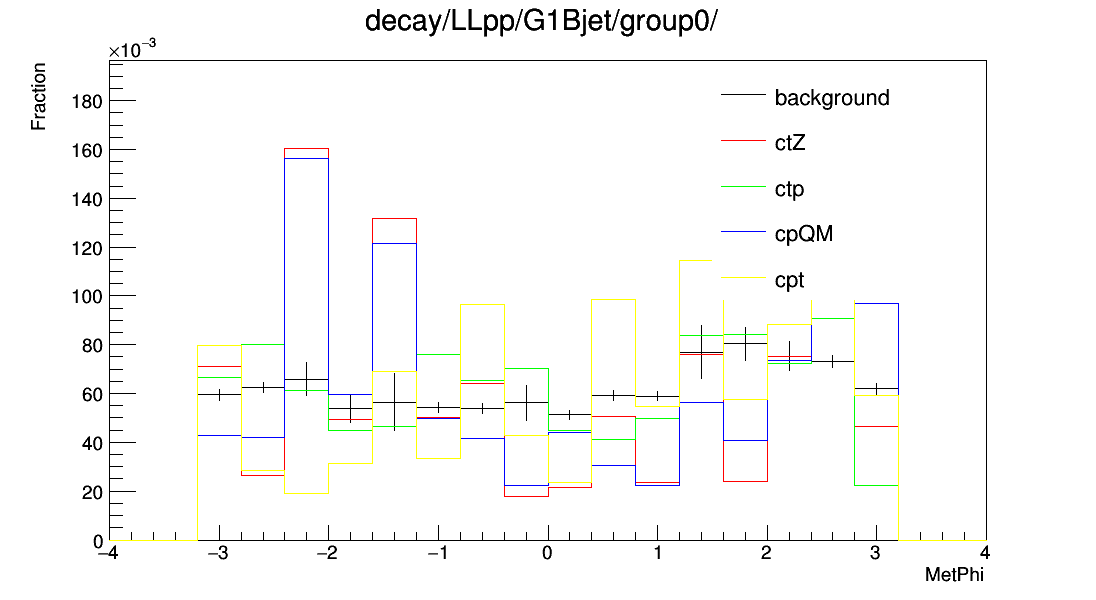 decay/LLpp/G1Bjet/group0/
×10⁻³
Fraction
background
ctZ
ctp
cpQM
cpt
180
160
140
120
100
80
60
40
20
0
−4 −3 −2 −1 0 1 2 3 4
MetPhi